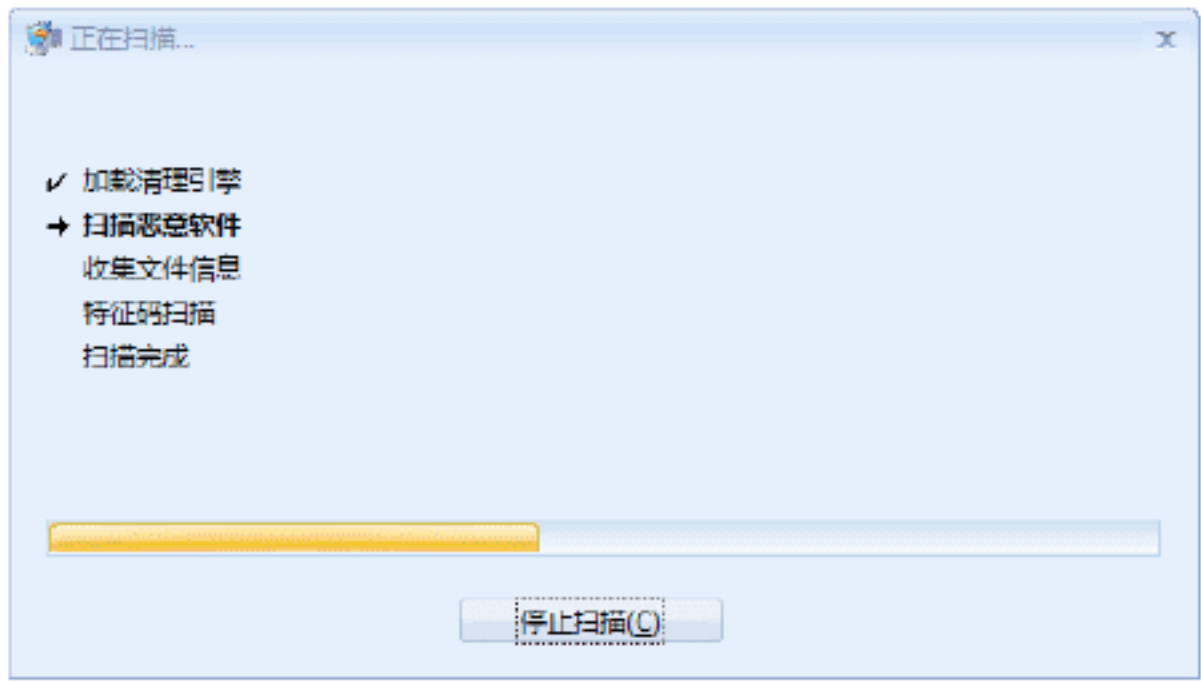 正在扫描...
加载清理引擎
扫描恶意软件
收集文件信息
特征码扫描
扫描完成
停止扫描(C)